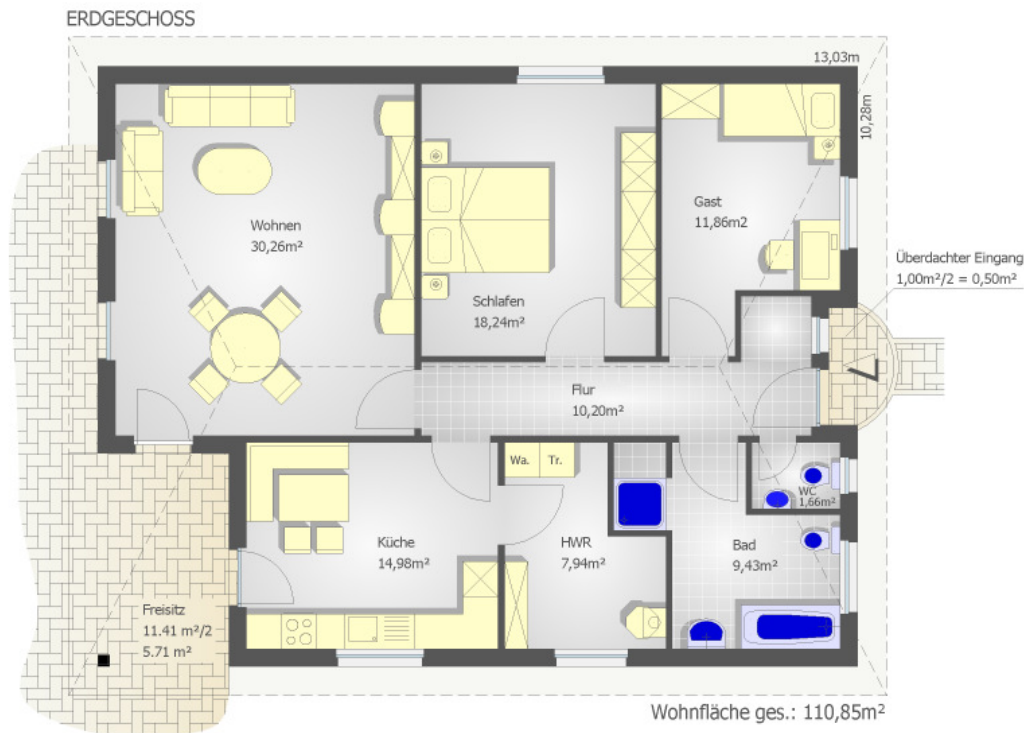 ERDGESCHOSS
13,03m
10,28m
Wohnen
30,26m²
Gast
11,86m2
Überdachter Eingang
1,00m²/2 = 0,50m²
Schlafen
18,24m²
Flur
10,20m²
Wa.
Tr.
WC
1,66m²
Küche
14,98m²
HWR
7,94m²
Bad
9,43m²
Freisitz
11.41 m²/2
5.71 m²
Wohnfläche ges.: 110,85m²